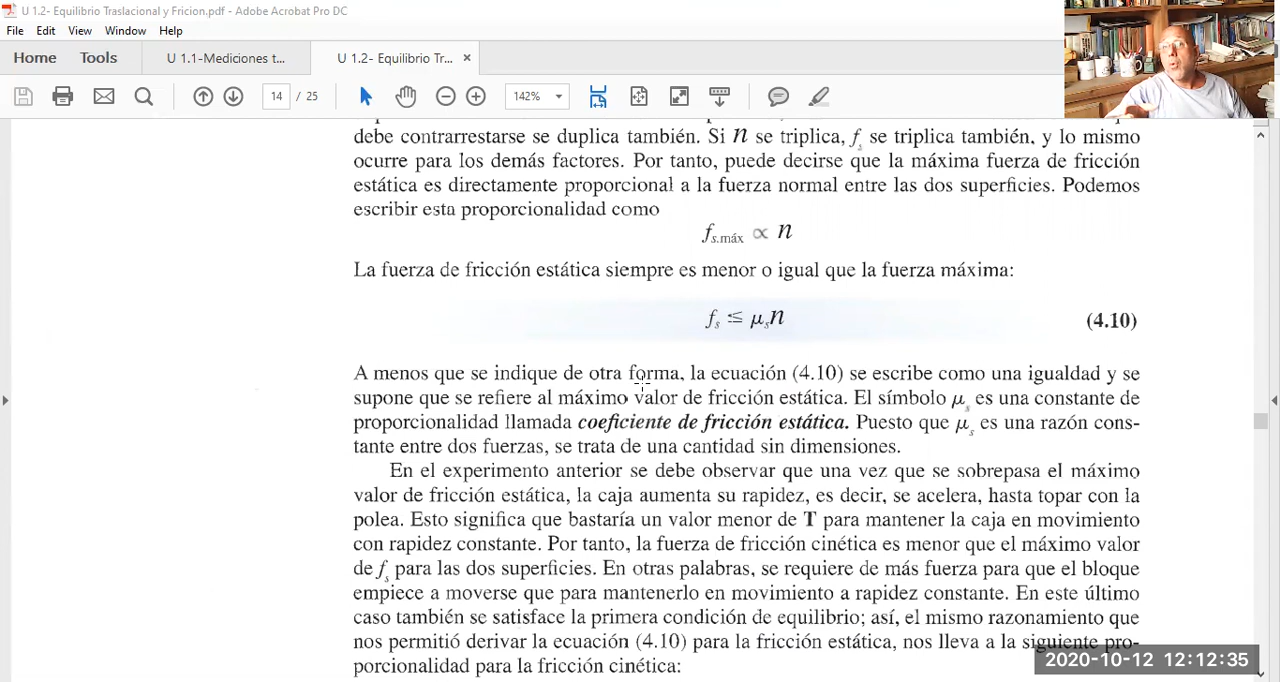 U 1.2- Equilibrio Traslacional y Fricion.pdf - Adobe Acrobat Pro DC
File Edit View Window Help
Home Tools U 1.1-Mediciones t... U 1.2- Equilibrio Tr... ×
14 / 25 142%
debe contrarrestarse se duplica también. Si n se triplica, fs se triplica también, y lo mismo
ocurre para los demás factores. Por tanto, puede decirse que la máxima fuerza de fricción
estática es directamente proporcional a la fuerza normal entre las dos superficies. Podemos
escribir esta proporcionalidad como
fs.máx ∝ n
La fuerza de fricción estática siempre es menor o igual que la fuerza máxima:
fs ≤ μsn (4.10)
A menos que se indique de otra forma, la ecuación (4.10) se escribe como una igualdad y se
supone que se refiere al máximo valor de fricción estática. El símbolo μs es una constante de
proporcionalidad llamada coeficiente de fricción estática. Puesto que μs es una razón cons-
tante entre dos fuerzas, se trata de una cantidad sin dimensiones.
En el experimento anterior se debe observar que una vez que se sobrepasa el máximo
valor de fricción estática, la caja aumenta su rapidez, es decir, se acelera, hasta topar con la
polea. Esto significa que bastaría un valor menor de T para mantener la caja en movimiento
con rapidez constante. Por tanto, la fuerza de fricción cinética es menor que el máximo valor
de fs para las dos superficies. En otras palabras, se requiere de más fuerza para que el bloque
empiece a moverse que para mantenerlo en movimiento a rapidez constante. En este último
caso también se satisface la primera condición de equilibrio; así, el mismo razonamiento que
nos permitió derivar la ecuación (4.10) para la fricción estática, nos lleva a la siguiente pro-
porcionalidad para la fricción cinética:
2020-10-12 12:12:35